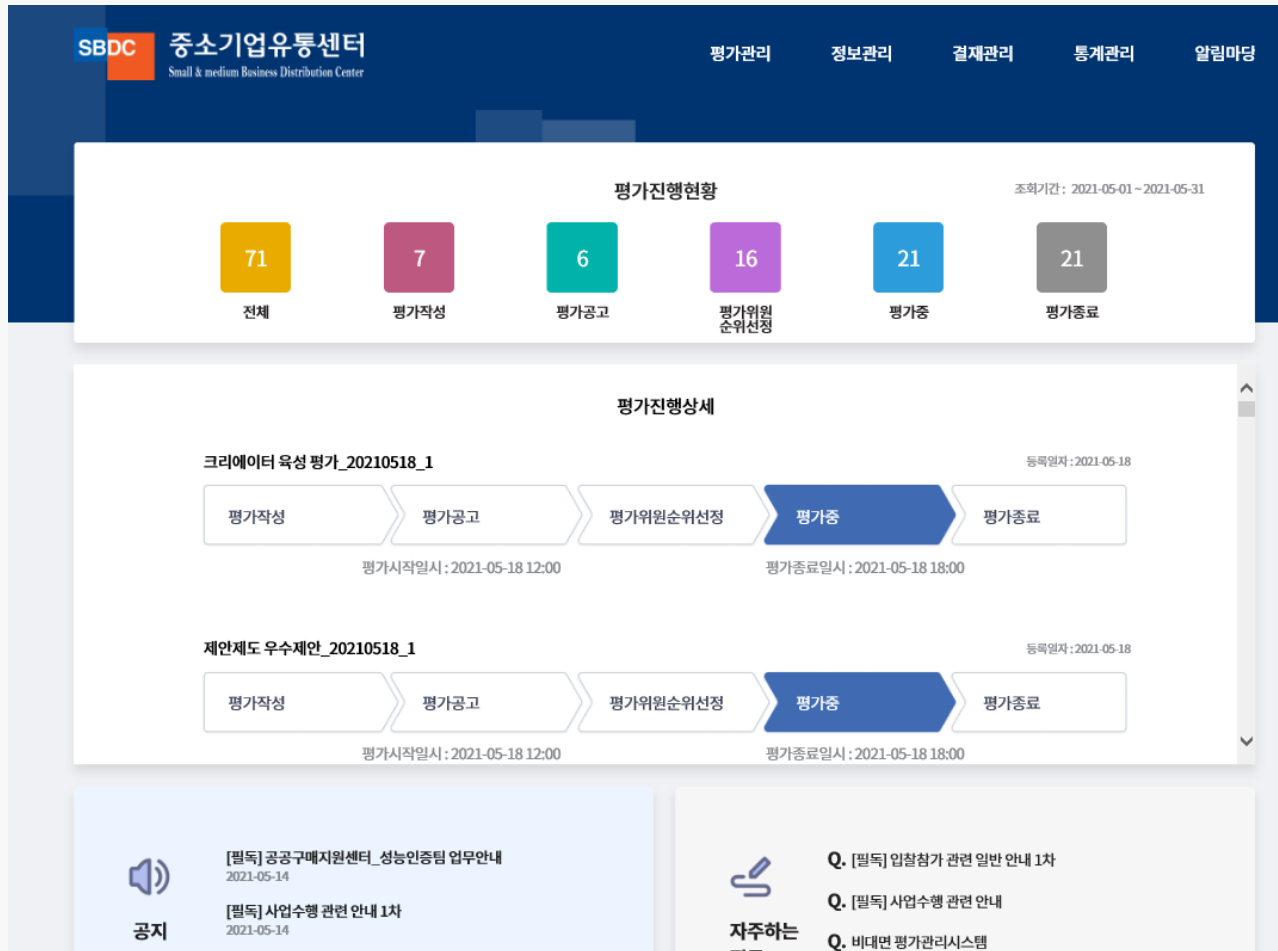 SBDC 중소기업유통센터
Small & medium Business Distribution Center
평가관리 정보관리 결재관리 통계관리 알림마당
평가진행현황
조회기간 : 2021-05-01 ~ 2021-05-31
71 7 6 16 21 21
전체 평가작성 평가공고 평가위원 평가중 평가종료
순위선정
평가진행상세
크리에이터 육성 평가_20210518_1 등록일자 : 2021-05-18
평가작성 평가공고 평가위원순위선정 평가중 평가종료
평가시작일시 : 2021-05-18 12:00 평가종료일시 : 2021-05-18 18:00
제안제도 우수제안_20210518_1 등록일자 : 2021-05-18
평가작성 평가공고 평가위원순위선정 평가중 평가종료
평가시작일시 : 2021-05-18 12:00 평가종료일시 : 2021-05-18 18:00
공지
[필독] 공공구매지원센터_성능인증팀 업무안내
2021-05-14
[필독] 사업수행 관련 안내 1차
2021-05-14
자주하는
Q. [필독] 입찰참가 관련 일반 안내 1차
Q. [필독] 사업수행 관련 안내
Q. 비대면 평가관리시스템